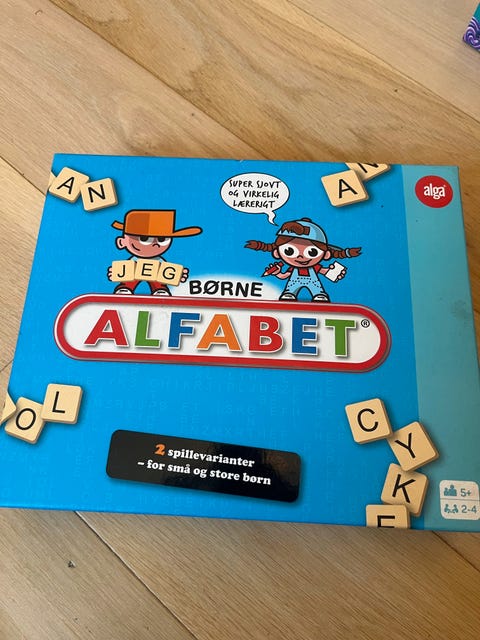 AN
A
alga
SUPER SJOVT
OG VIRKELIG
LÆRERIGT
JEG
BØRNE
ALFABET®
OL
CYKE
2 spillevarianter
– for små og store børn
5+
2-4